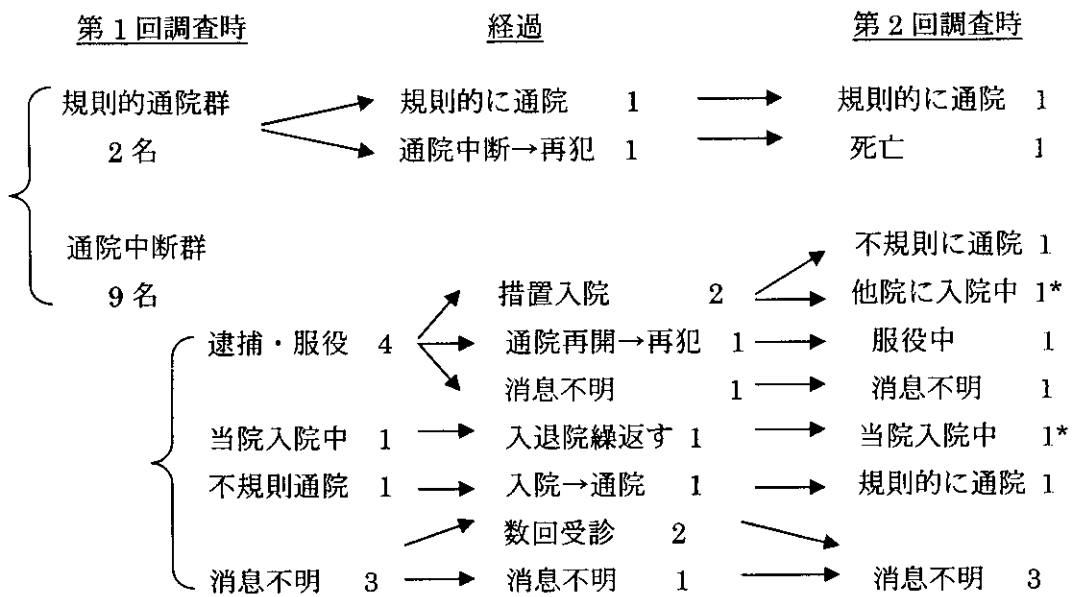 第1回調査時 経過 第2回調査時
規則的通院群 規則的に通院 1 規則的に通院 1
2名 通院中断→再犯 1 死亡 1
通院中断群 不規則に通院 1
9名 措置入院 2 他院に入院中 1*
逮捕・服役 4 通院再開→再犯 1 服役中 1
消息不明 1 消息不明 1
当院入院中 1 入退院繰返す 1 当院入院中 1*
不規則通院 1 入院→通院 1 規則的に通院 1
数回受診 2
消息不明 3 消息不明 1 消息不明 3